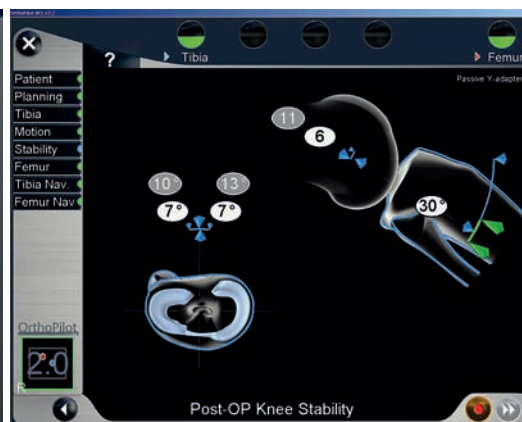 ?
Tibia
Femur
Passive Y-adapte
Patient
Planning
Tibia
Motion
Stability
Femur
Tibia Nav.
Femur Nav
11
6
10°
13°
7°
7°
30°
OrthoPilot
2.0
R
Post-OP Knee Stability